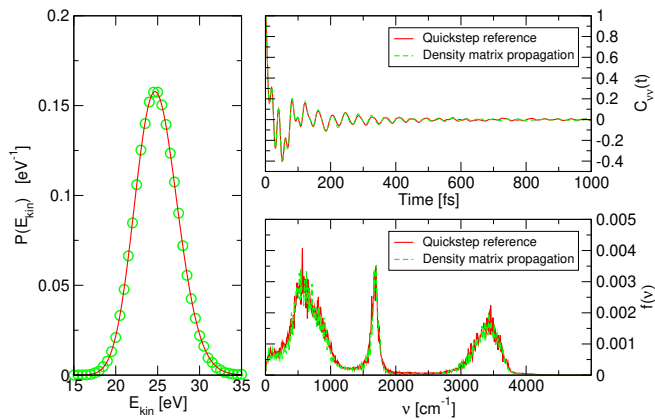 0.2
0.15
0.1
0.05
0
P(E_kin) [eV^-1]
15 20 25 30 35
E_kin [eV]
Quickstep reference
Density matrix propagation
1
0.8
0.6
0.4
0.2
0
-0.2
-0.4
C_vv(t)
0 200 400 600 800 1000
Time [fs]
Quickstep reference
Density matrix propagation
0.005
0.004
0.003
0.002
0.001
0
f(ν)
0 1000 2000 3000 4000
ν [cm^-1]